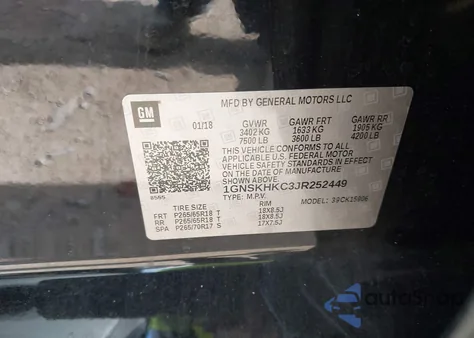 GM
MFD BY GENERAL MOTORS LLC
01/18 GVWR GAWR FRT GAWR RR
3402 KG 1633 KG 1905 KG
7500 LB 3600 LB 4200 LB
THIS VEHICLE CONFORMS TO ALL
APPLICABLE U.S. FEDERAL MOTOR
VEHICLE SAFETY STANDARDS IN
EFFECT ON THE DATE OF
MANUFACTURE SHOWN ABOVE.
1GNSKHKC3JR252449
TYPE: M.P.V. MODEL:
TIRE SIZE RIM
FRT P265/65R18 T 18X8.5J
RR P265/65R18 T 18X8.5J
SPA P265/70R17 S 17X7.5J